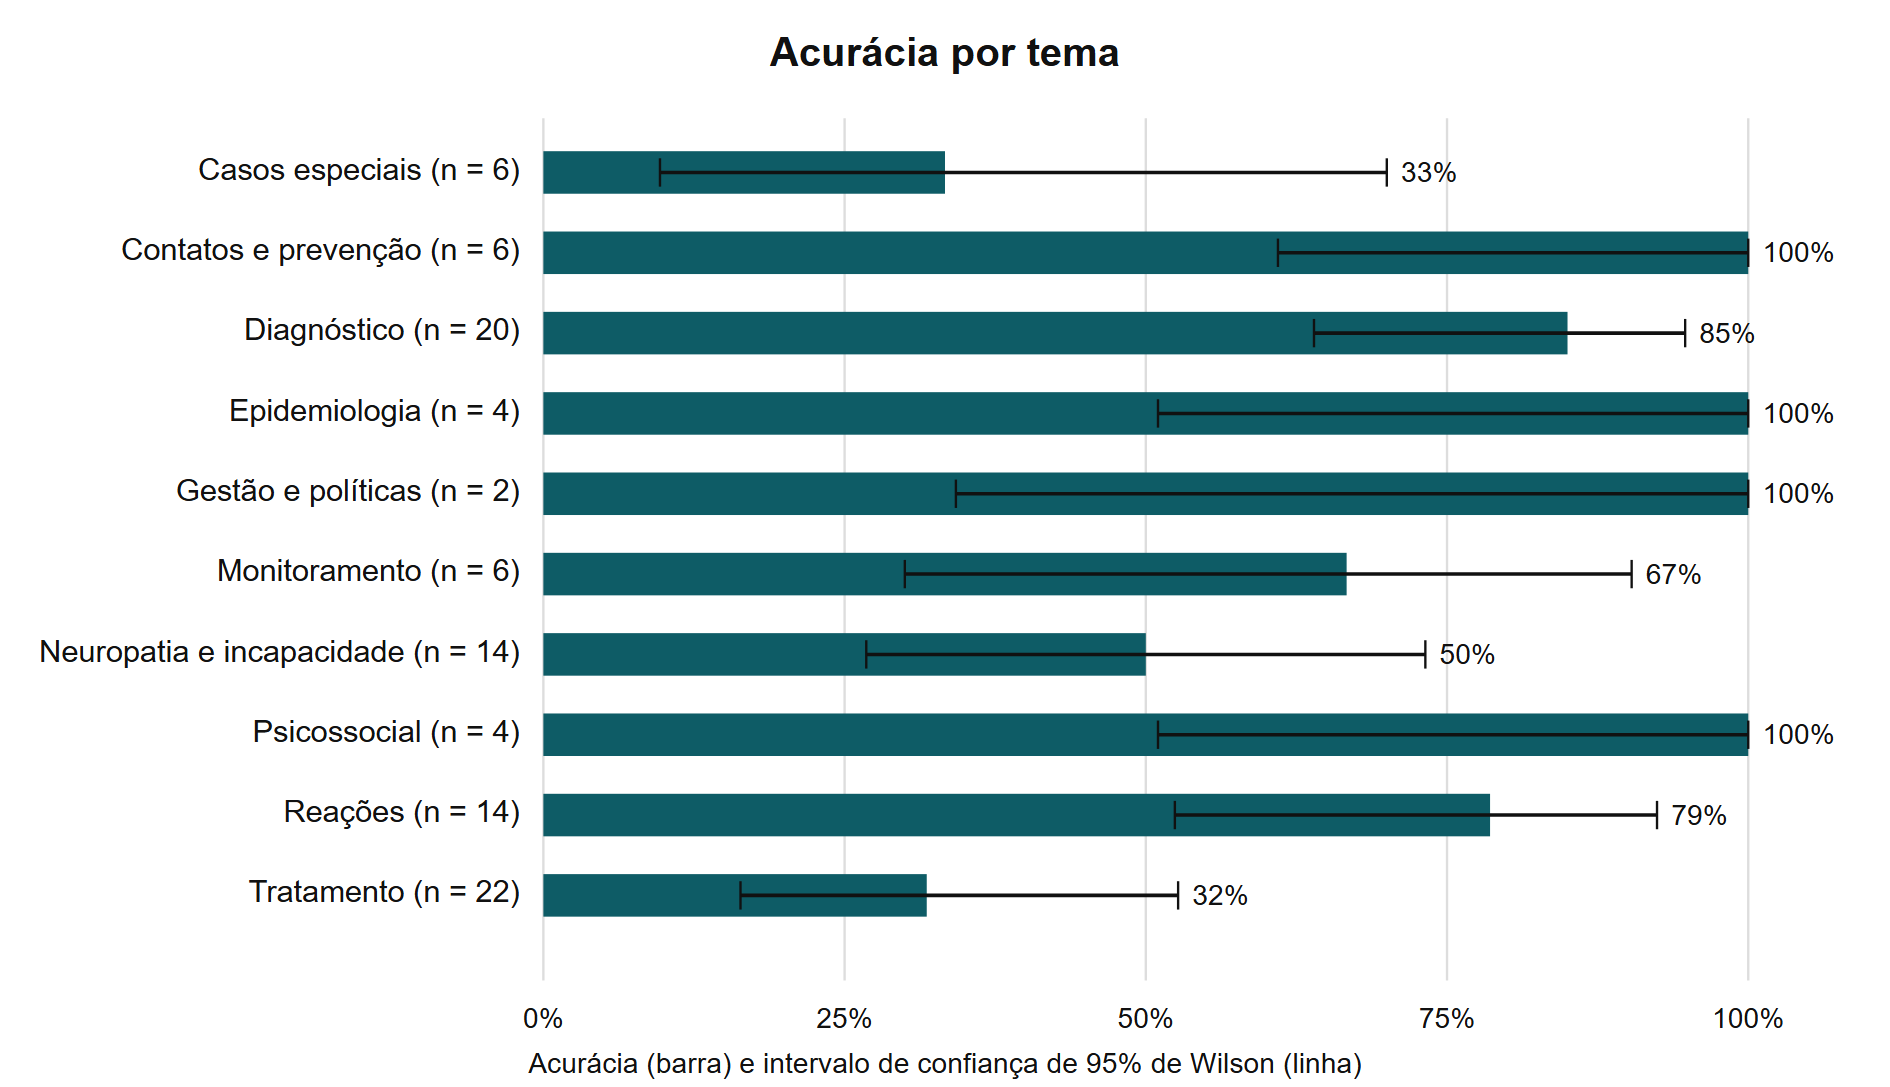 Acurácia por tema
Casos especiais (n = 6)
33%
Contatos e prevenção (n = 6)
100%
Diagnóstico (n = 20)
85%
Epidemiologia (n = 4)
100%
Gestão e políticas (n = 2)
100%
Monitoramento (n = 6)
67%
Neuropatia e incapacidade (n = 14)
50%
Psicossocial (n = 4)
100%
Reações (n = 14)
79%
Tratamento (n = 22)
32%
0% 25% 50% 75% 100%
Acurácia (barra) e intervalo de confiança de 95% de Wilson (linha)